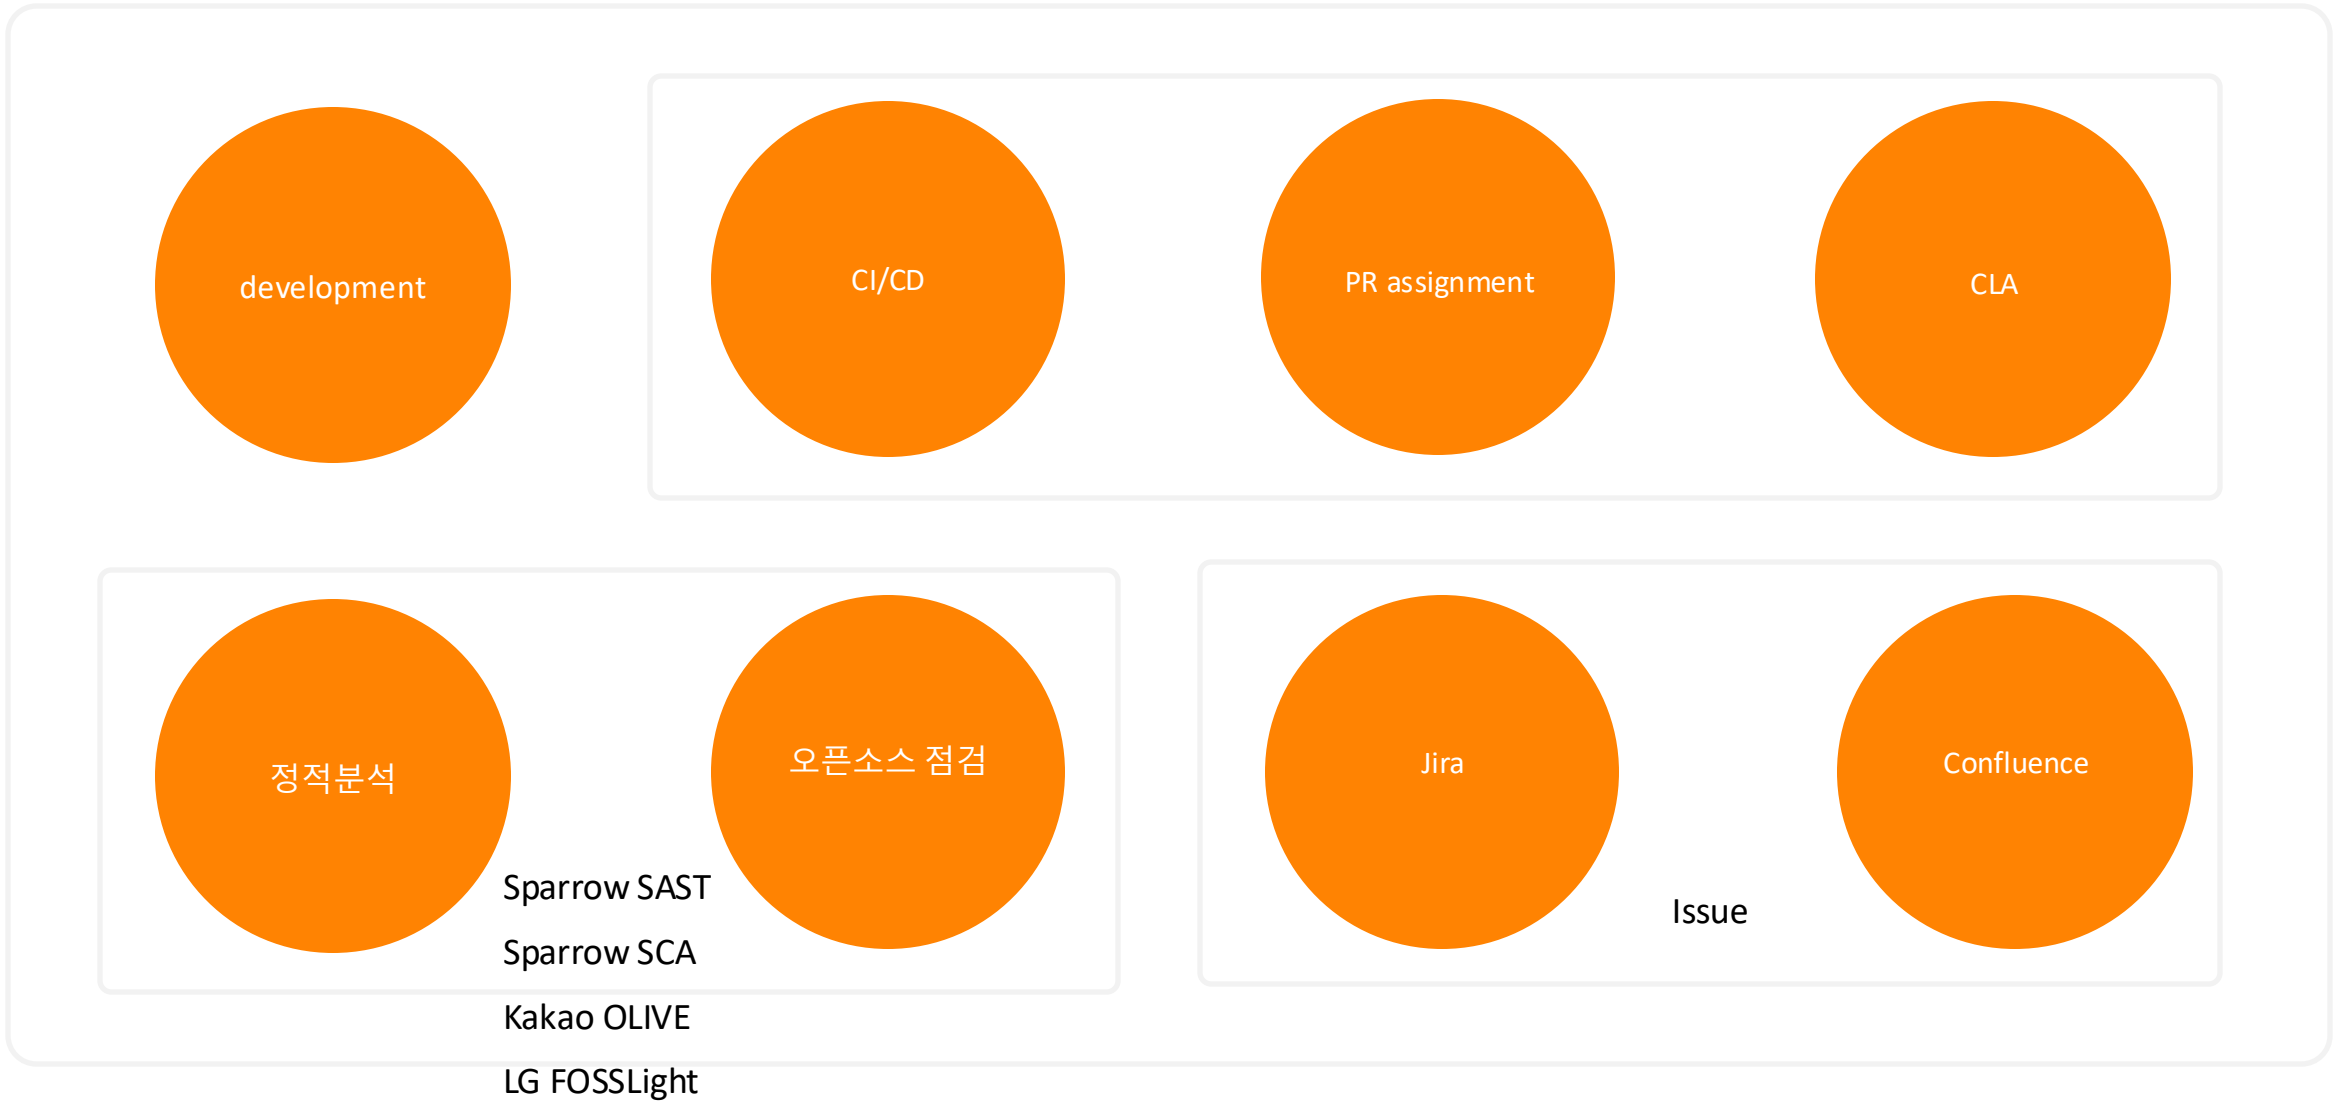 development
CI/CD
PR assignment
CLA
정적분석
오픈소스 점검
Sparrow SAST
Sparrow SCA
Kakao OLIVE
LG FOSSLight
Jira
Issue
Confluence